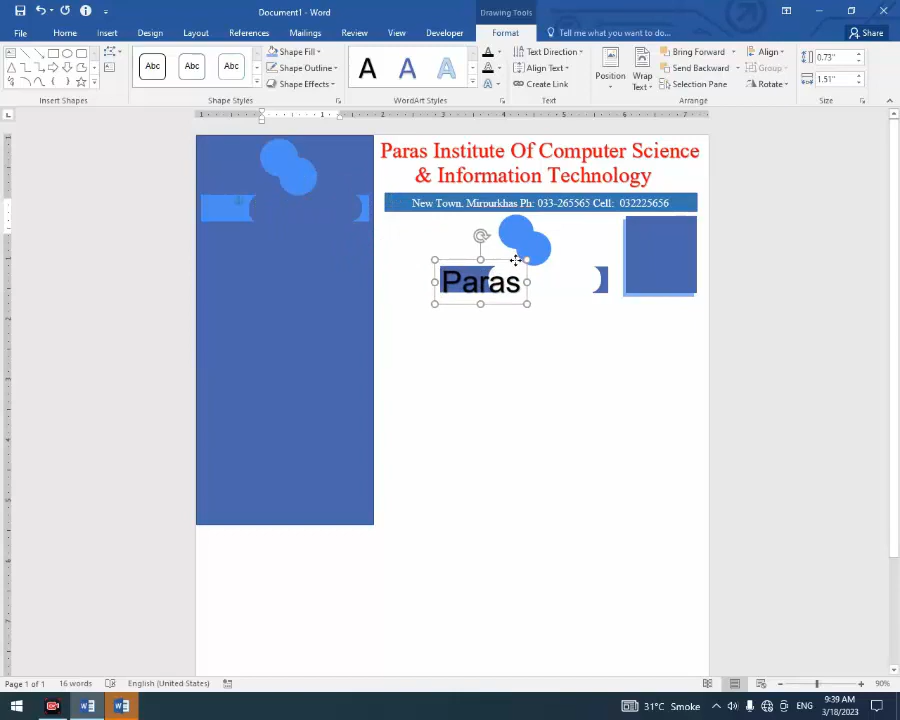 Document1 - Word
Drawing Tools
File Home Insert Design Layout References Mailings Review View Developer Format Tell me what you want to do... Share
Abc Abc Abc
Shape Fill
Shape Outline
Shape Effects
A A A
Text Direction
Align Text
Create Link
Position
Wrap Text
Bring Forward
Send Backward
Selection Pane
Align
Group
Rotate
0.73"
1.51"
Insert Shapes Shape Styles WordArt Styles Text Arrange Size
Paras Institute Of Computer Science
& Information Technology
New Town, Mirpurkhas Ph: 033-265565 Cell: 032225656
Paras
Page 1 of 1 16 words English (United States) 90%
31°C Smoke ENG 9:39 AM
3/18/2023